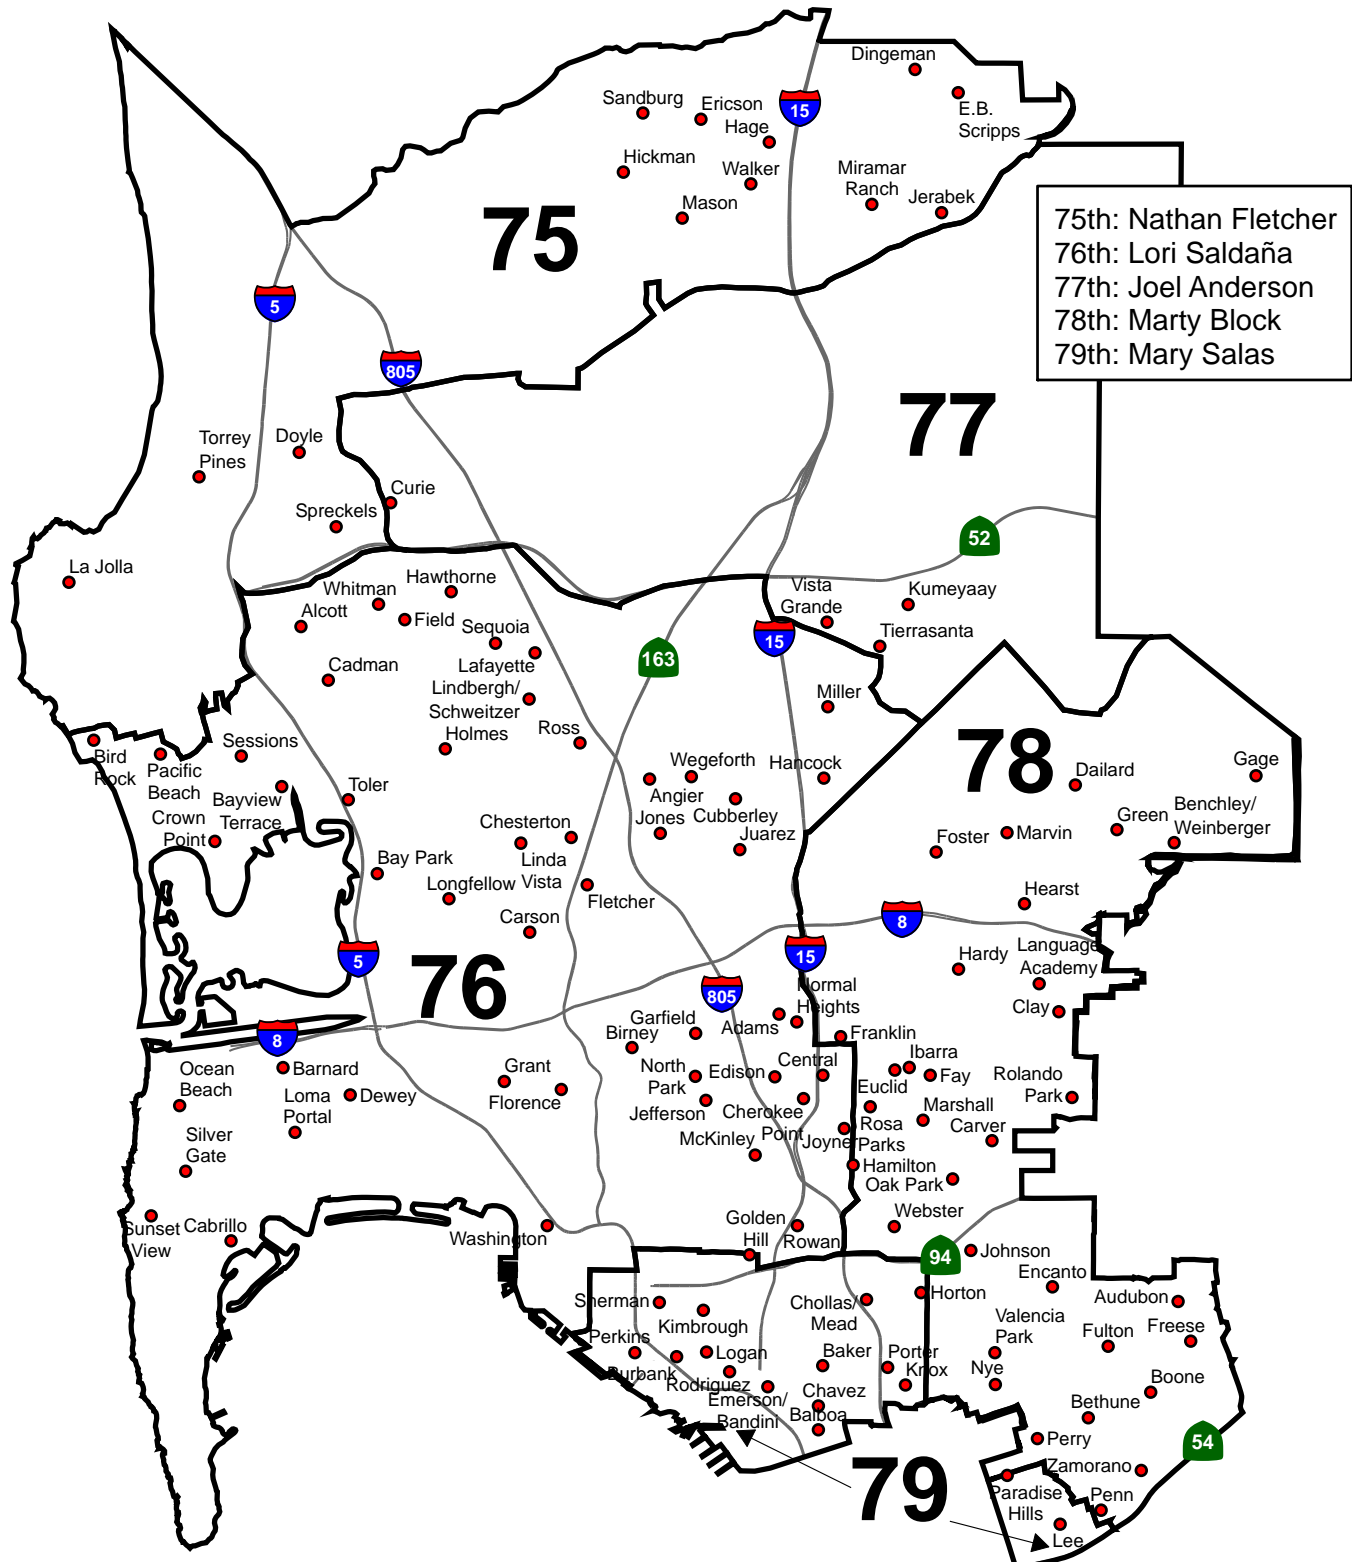 Dingeman
E.B.
Scripps
Sandburg
Ericson
Hage
15
Hickman
Walker
Mason
Miramar
Ranch
Jerabek
75
75th: Nathan Fletcher
76th: Lori Saldaña
77th: Joel Anderson
78th: Marty Block
79th: Mary Salas
5
805
77
Torrey
Pines
Doyle
Curie
Spreckels
52
La Jolla
Whitman
Hawthorne
Alcott
Field
Sequoia
Vista
Grande
Kumeyaay
Tierrasanta
15
163
Cadman
Lafayette
Lindbergh/
Schweitzer
Holmes
Ross
Miller
78
Bird
Rock
Pacific
Beach
Sessions
Bayview
Terrace
Crown
Point
Toler
Wegeforth
Hancock
Angier
Cubberley
Jones
Juarez
Dailard
Gage
Green
Benchley/
Weinberger
Foster
Marvin
Chesterton
Linda
Vista
Bay Park
Longfellow
Fletcher
Carson
Hearst
8
5
76
15
805
Hardy
Language
Academy
Clay
Normal
Heights
Garfield
Adams
Birney
Franklin
8
Ocean
Beach
Barnard
Loma
Portal
Dewey
Grant
Florence
North
Park
Edison
Central
Jefferson
Cherokee
Point
McKinley
Ibarra
Euclid
Fay
Rolando
Park
Marshall
Carver
Rosa
Parks
Joyner
Hamilton
Oak Park
Webster
Silver
Gate
Sunset
View
Cabrillo
Washington
Golden
Hill
Rowan
94
Johnson
Encanto
Horton
Audubon
Freese
Valencia
Park
Fulton
Sherman
Kimbrough
Chollas/
Mead
Perkins
Burbank
Logan
Rodriguez
Baker
Porter
Knox
Nye
Boone
Emerson/
Bandini
Chavez
Balboa
Bethune
Perry
54
79
Zamorano
Paradise
Hills
Penn
Lee